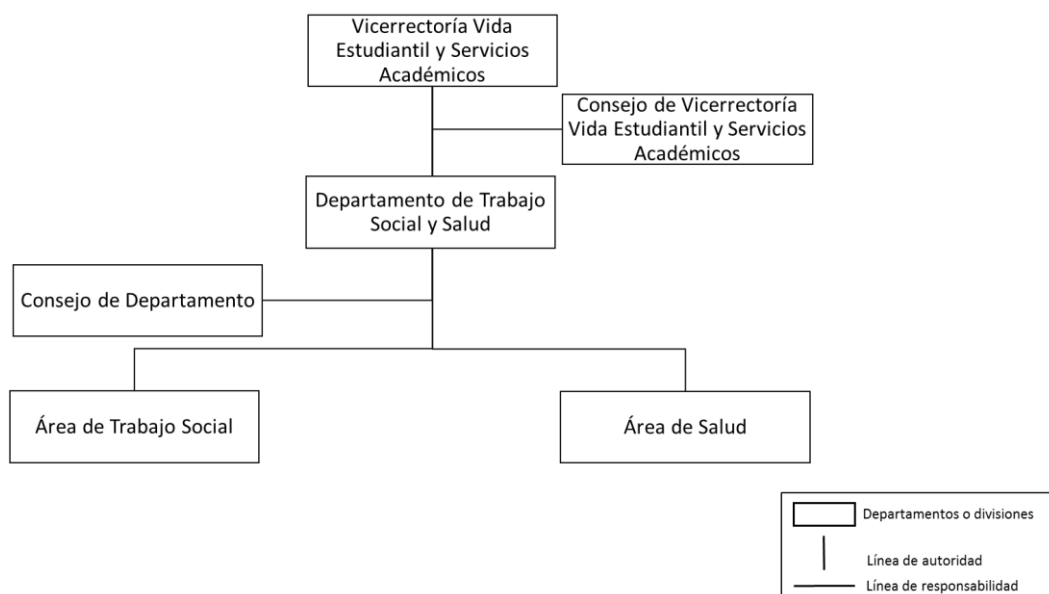 Vicerrectoría Vida
Estudiantil y Servicios
Académicos
Consejo de Vicerrectoría
Vida Estudiantil y Servicios
Académicos
Departamento de Trabajo
Social y Salud
Consejo de Departamento
Área de Trabajo Social
Área de Salud
Departamentos o divisiones
Línea de autoridad
Línea de responsabilidad